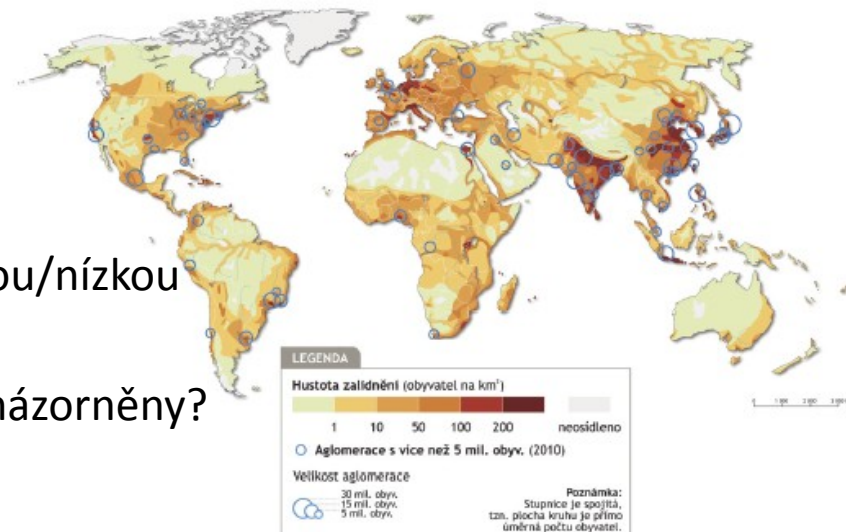 ou/nízkou
názorněny?
LEGENDA
Hustota zalidnění (obyvatel na km²)
1 10 50 100 200 neosídleno
Aglomerace s více než 5 mil. obyv. (2010)
Velikost aglomerace
30 mil. obyv.
15 mil. obyv.
5 mil. obyv.
Poznámka:
Stupnice je spojitá,
tzn. plocha kruhu je přímo
úměrná počtu obyvatel.